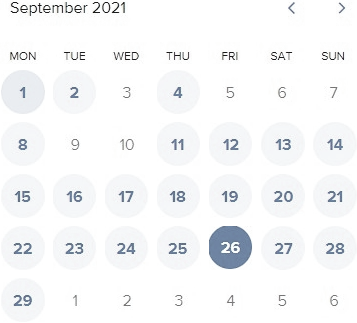 September 2021
MON TUE WED THU FRI SAT SUN
1 2 3 4 5 6 7
8 9 10 11 12 13 14
15 16 17 18 19 20 21
22 23 24 25 26 27 28
29 1 2 3 4 5 6